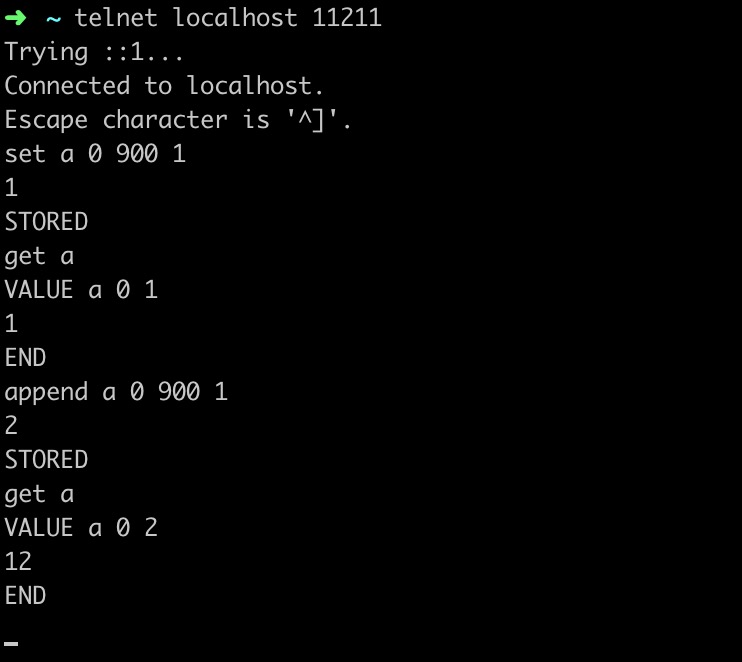 ➜ ~ telnet localhost 11211
Trying ::1...
Connected to localhost.
Escape character is '^]'.
set a 0 900 1
1
STORED
get a
VALUE a 0 1
1
END
append a 0 900 1
2
STORED
get a
VALUE a 0 2
12
END